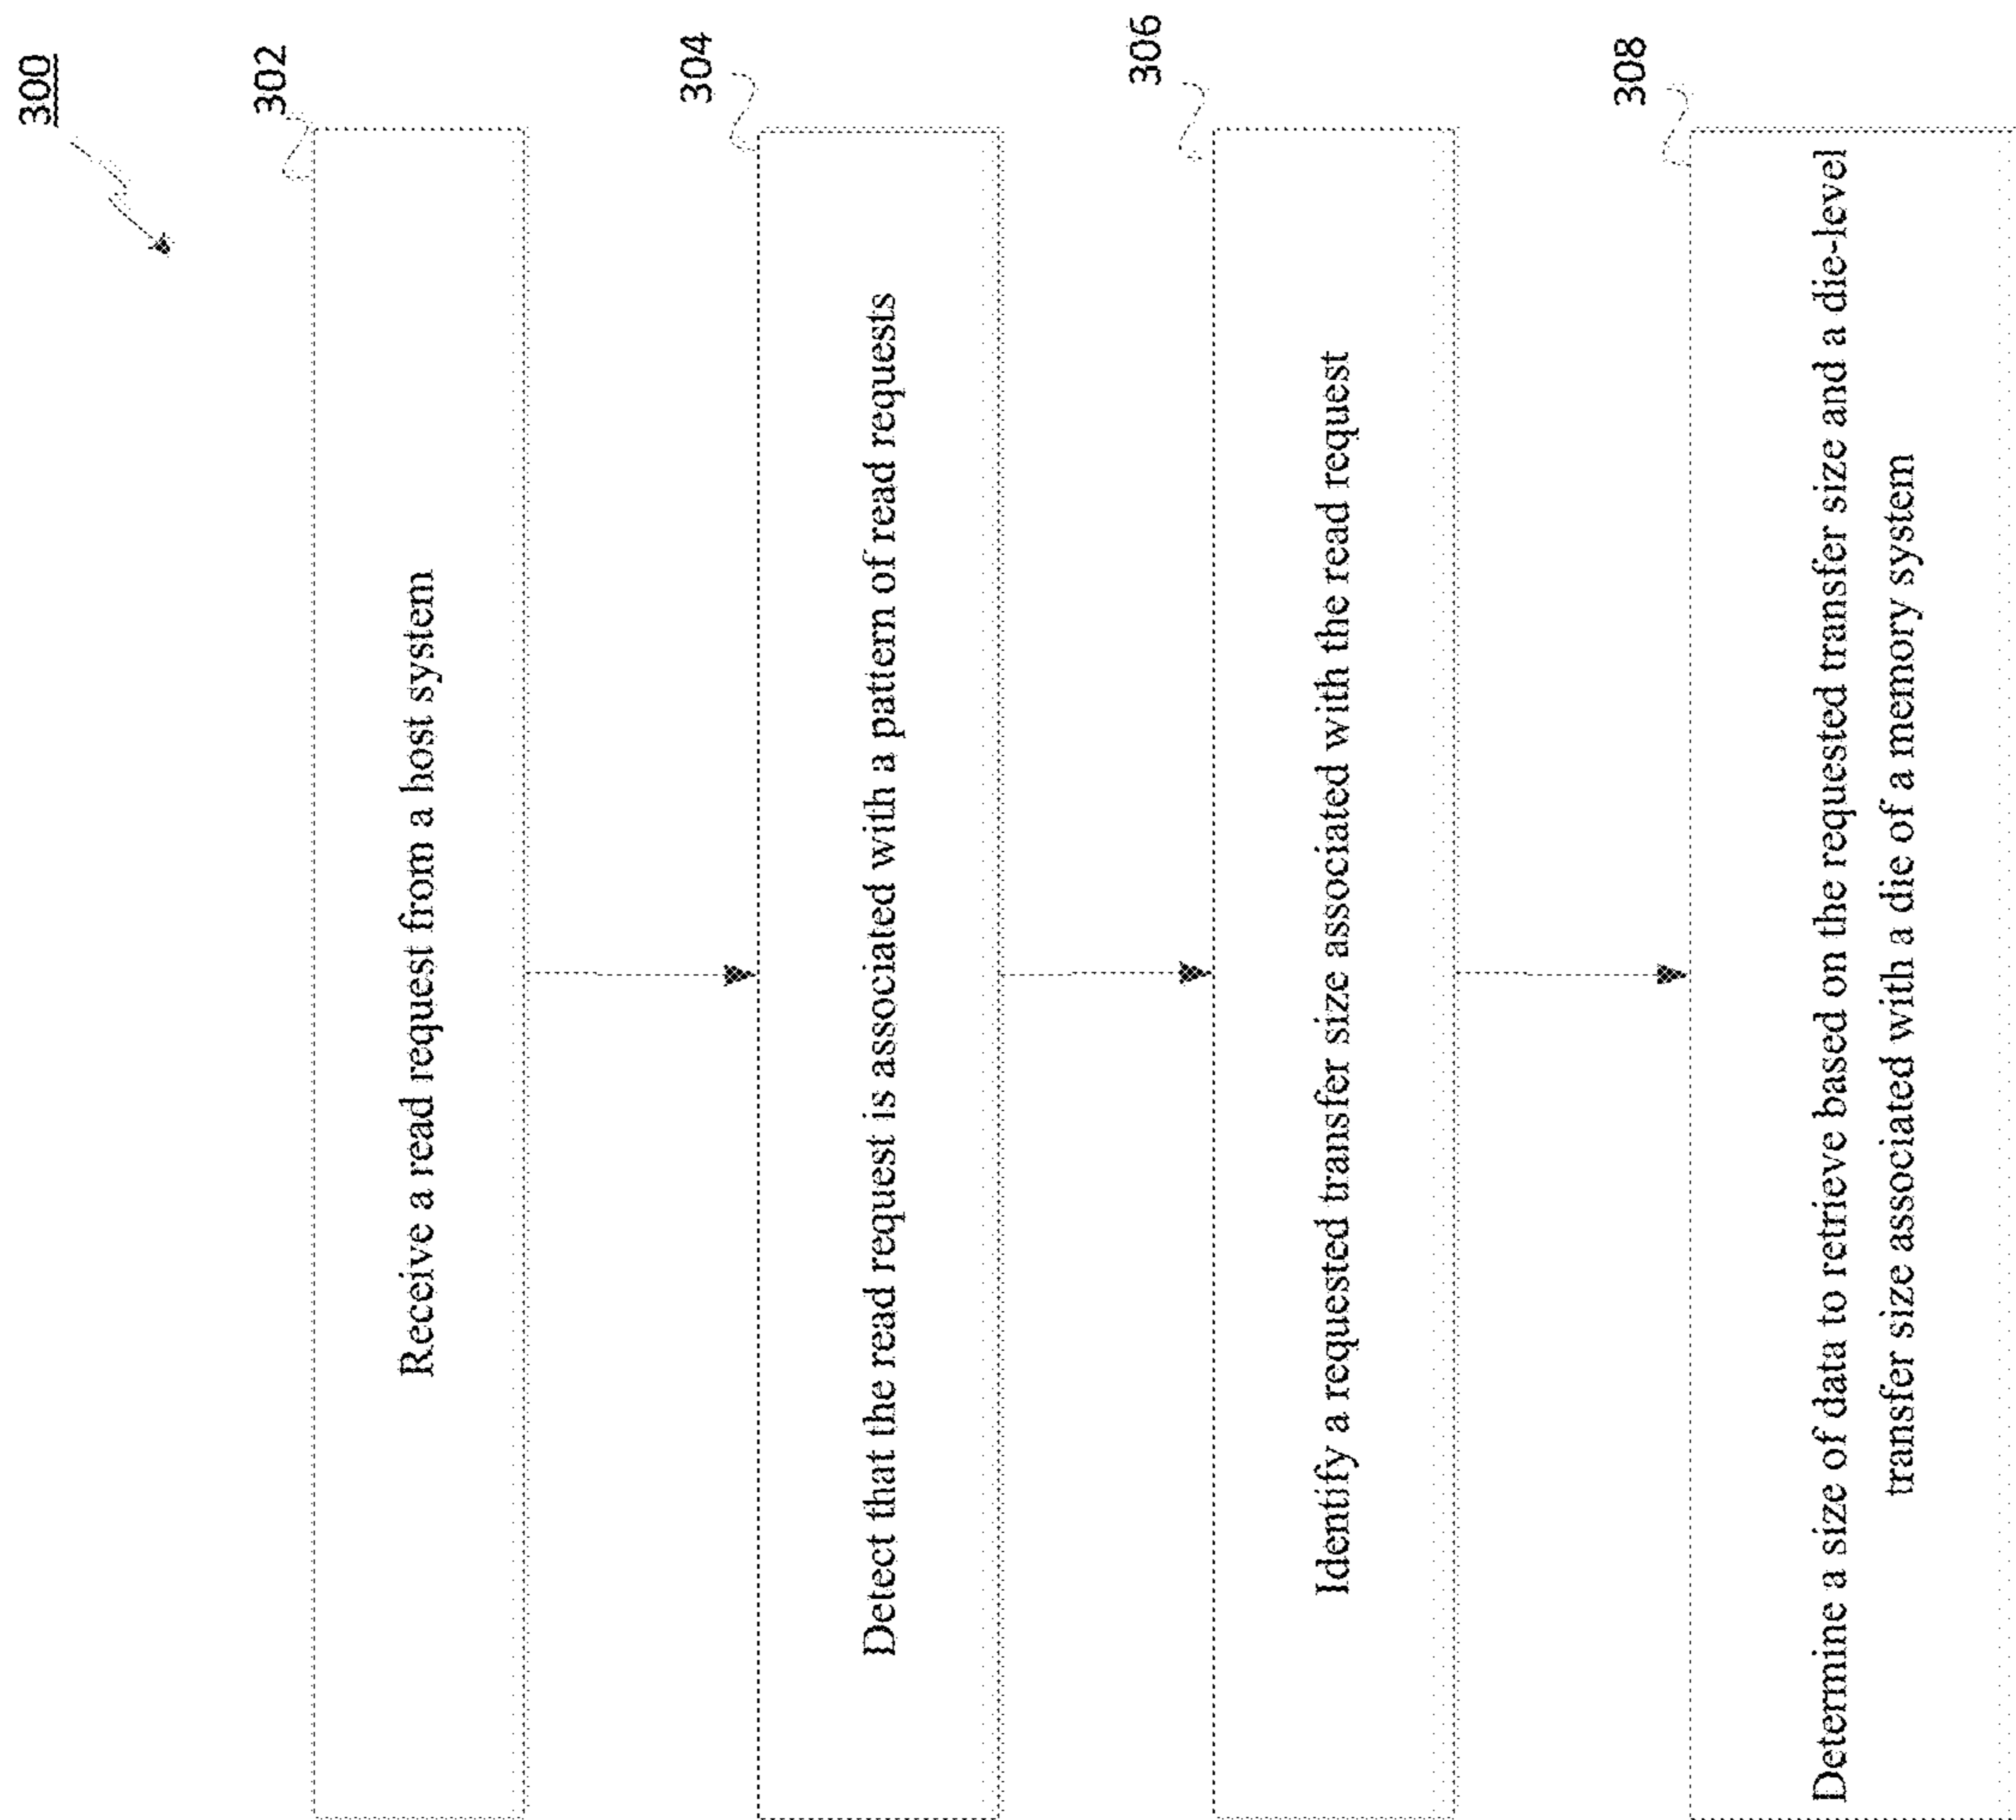 300
302
Receive a read request from a host system
304
Detect that the read request is associated with a pattern of read requests
306
Identify a requested transfer size associated with the read request
308
Determine a size of data to retrieve based on the requested transfer size and a die-level
transfer size associated with a die of a memory system